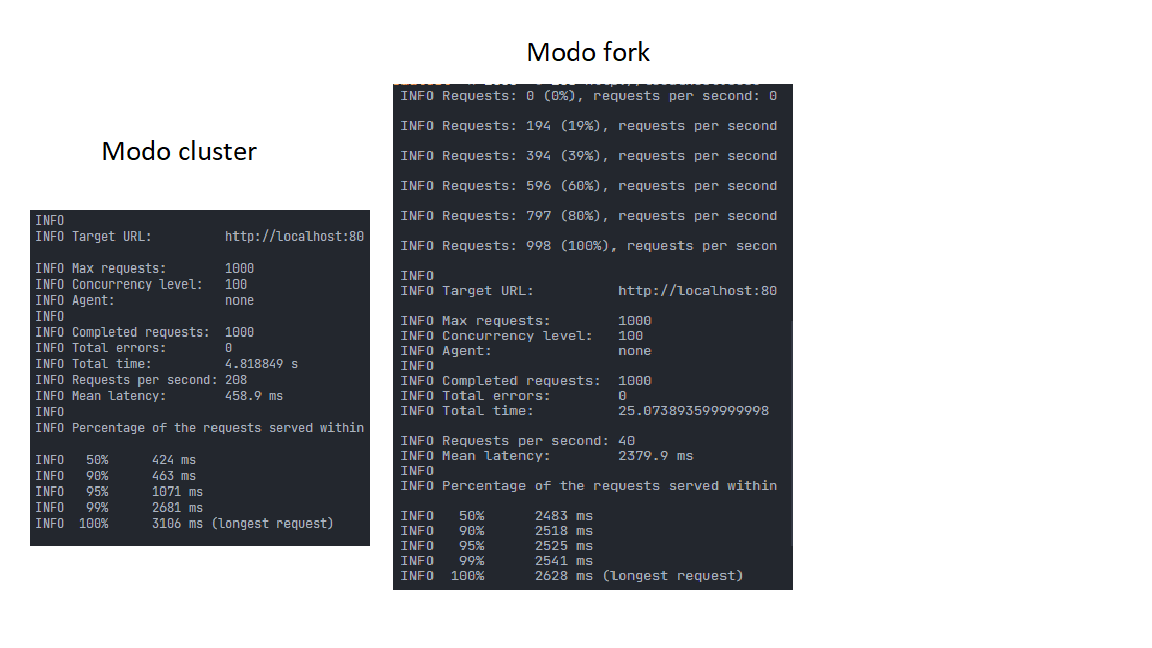 Modo cluster
INFO
INFO Target URL: http://localhost:80
INFO Max requests: 1000
INFO Concurrency level: 100
INFO Agent: none
INFO
INFO Completed requests: 1000
INFO Total errors: 0
INFO Total time: 4.818849 s
INFO Requests per second: 208
INFO Mean latency: 458.9 ms
INFO
INFO Percentage of the requests served within
INFO 50% 424 ms
INFO 90% 463 ms
INFO 95% 1071 ms
INFO 99% 2681 ms
INFO 100% 3106 ms (longest request)
Modo fork
INFO Requests: 0 (0%), requests per second: 0
INFO Requests: 194 (19%), requests per second
INFO Requests: 394 (39%), requests per second
INFO Requests: 596 (60%), requests per second
INFO Requests: 797 (80%), requests per second
INFO Requests: 998 (100%), requests per secon
INFO
INFO Target URL: http://localhost:80
INFO Max requests: 1000
INFO Concurrency level: 100
INFO Agent: none
INFO
INFO Completed requests: 1000
INFO Total errors: 0
INFO Total time: 25.073893599999998
INFO Requests per second: 40
INFO Mean latency: 2379.9 ms
INFO
INFO Percentage of the requests served within
INFO 50% 2483 ms
INFO 90% 2518 ms
INFO 95% 2525 ms
INFO 99% 2541 ms
INFO 100% 2628 ms (longest request)